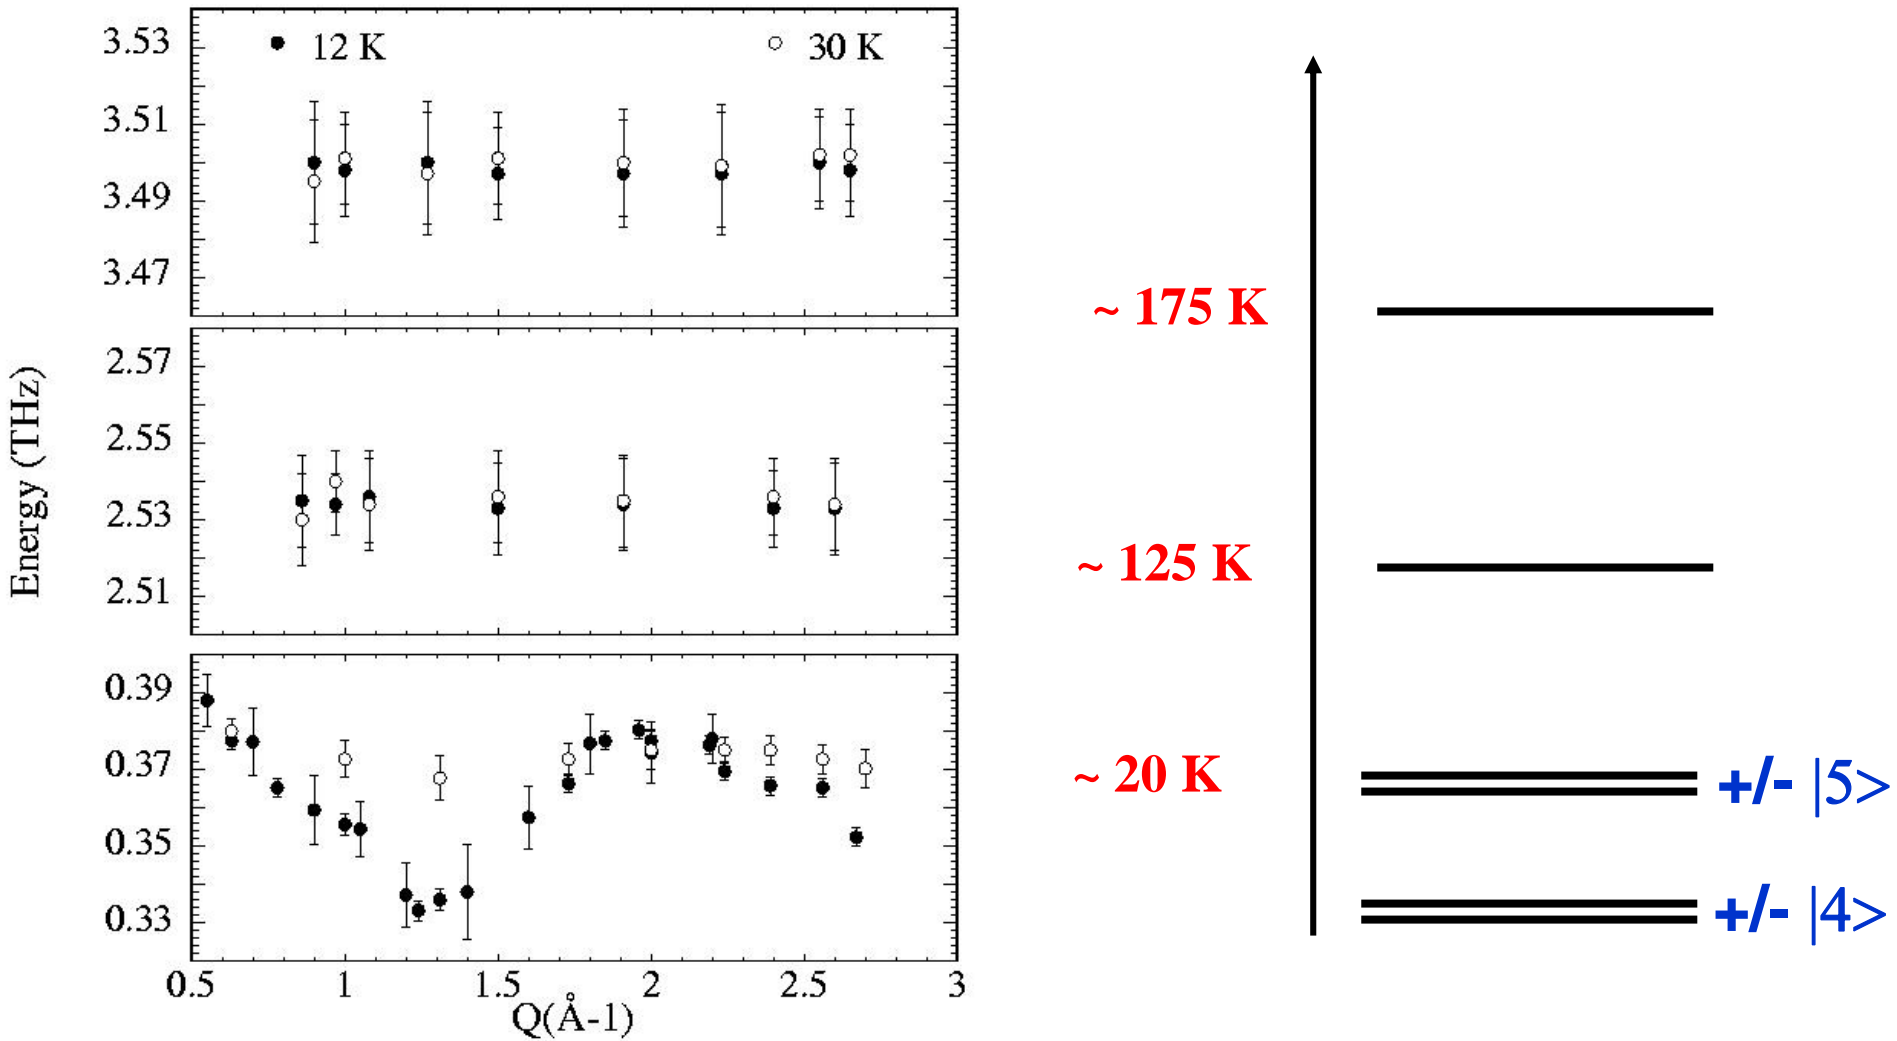 12 K
30 K
3.53
3.51
3.49
3.47
2.57
2.55
2.53
2.51
0.39
0.37
0.35
0.33
Energy (THz)
0.5
1
1.5
2
2.5
3
Q(Å-1)
~ 175 K
~ 125 K
~ 20 K
+/- |5>
+/- |4>